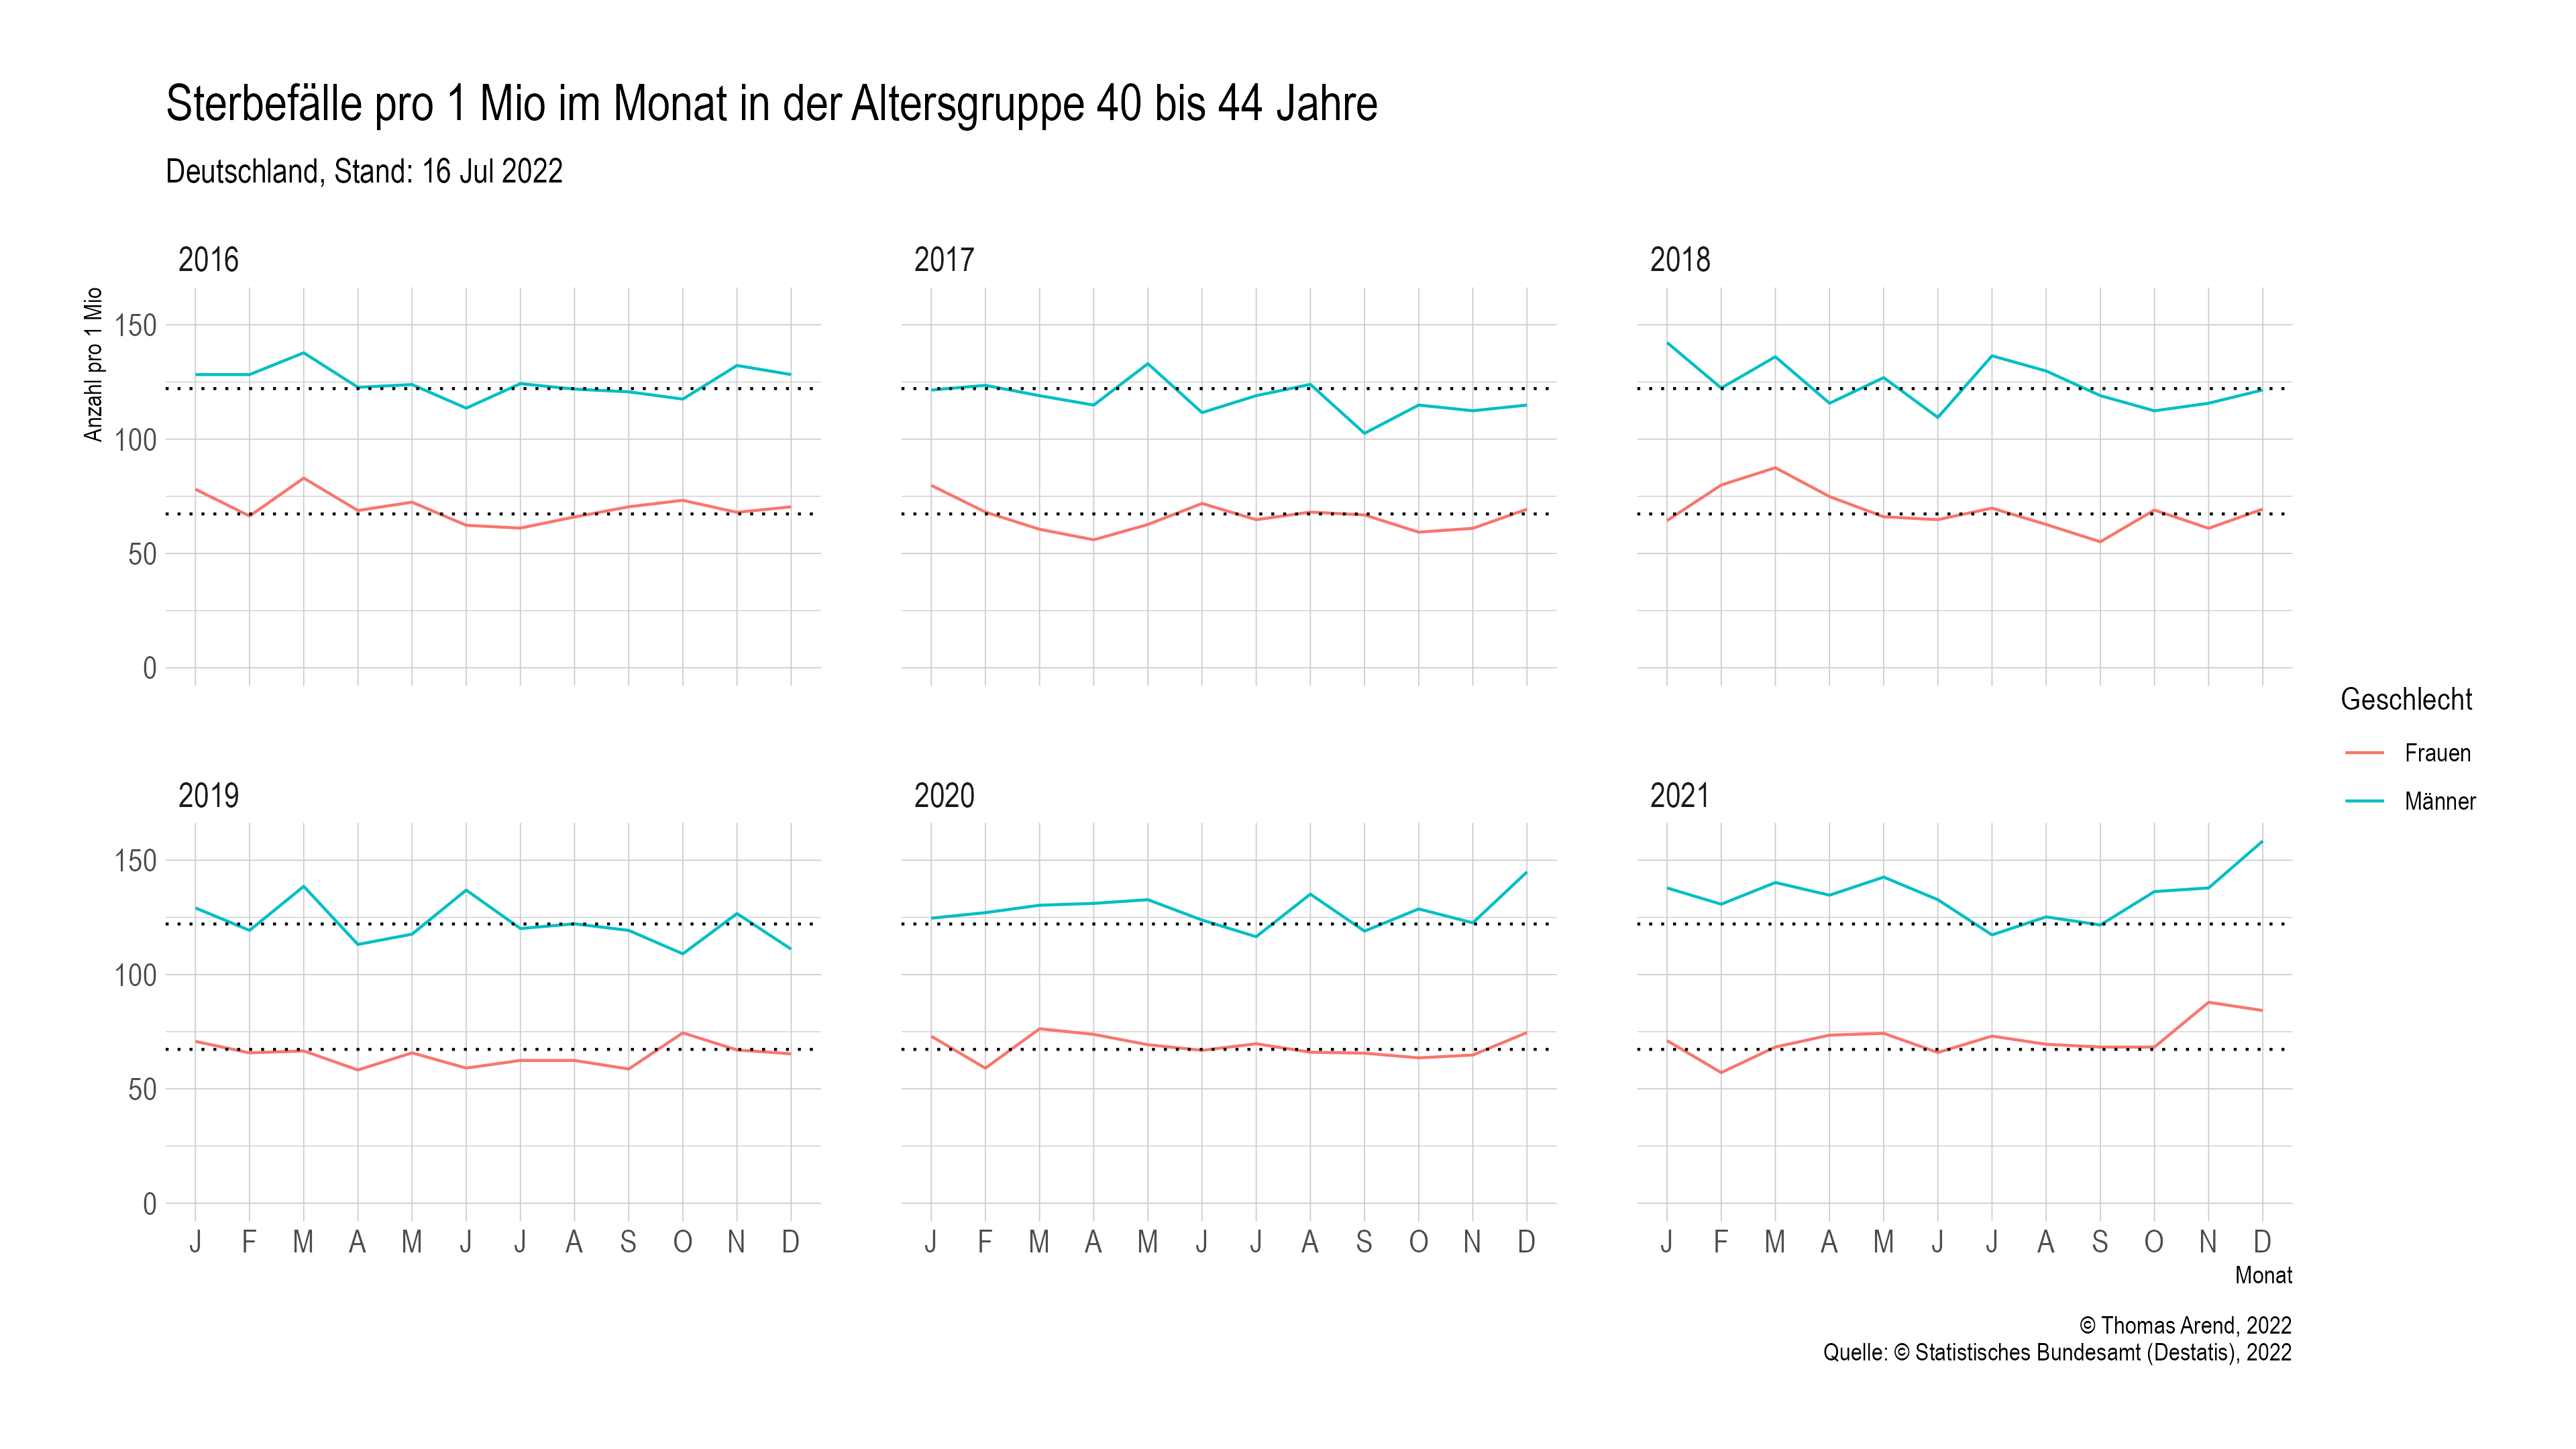 Sterbefälle pro 1 Mio im Monat in der Altersgruppe 40 bis 44 Jahre
Deutschland, Stand: 16 Jul 2022
2016
2017
2018
Anzahl pro 1 Mio
150
100
50
0
Geschlecht
Frauen
Männer
2019
2020
2021
150
100
50
0
J F M A M J J A S O N D
J F M A M J J A S O N D
J F M A M J J A S O N D
Monat
© Thomas Arend, 2022
Quelle: © Statistisches Bundesamt (Destatis), 2022